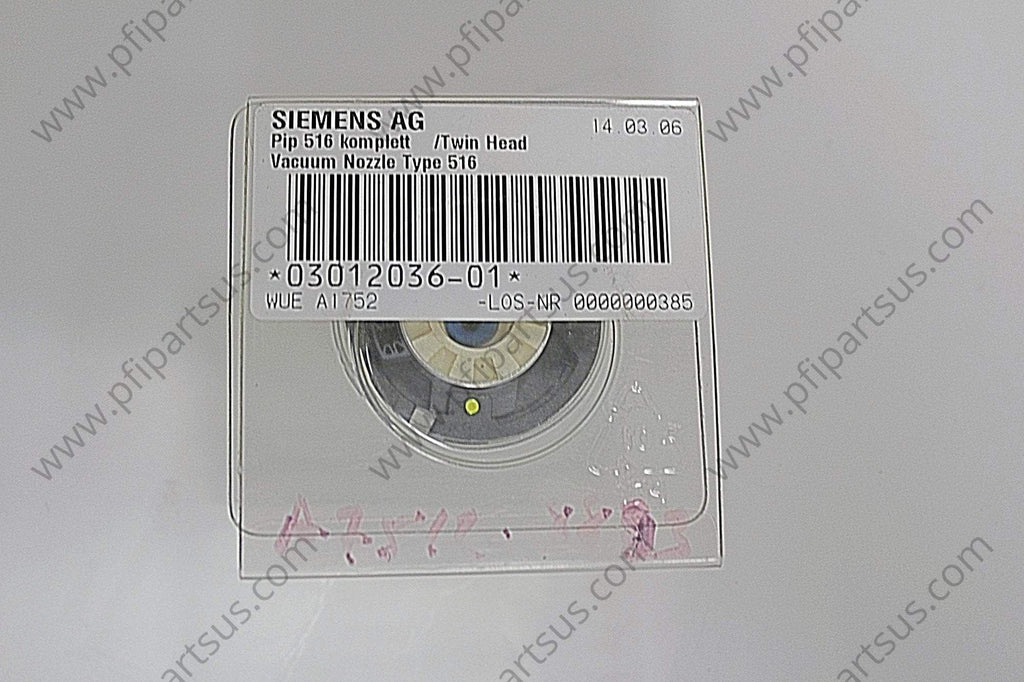 SIEMENS AG
14.03.06
Pip 516 komplett /Twin Head
Vacuum Nozzle Type 516
*03012036-01*
WUE A1752 -LOS-NR 0000000385
www.pfipartsus.com